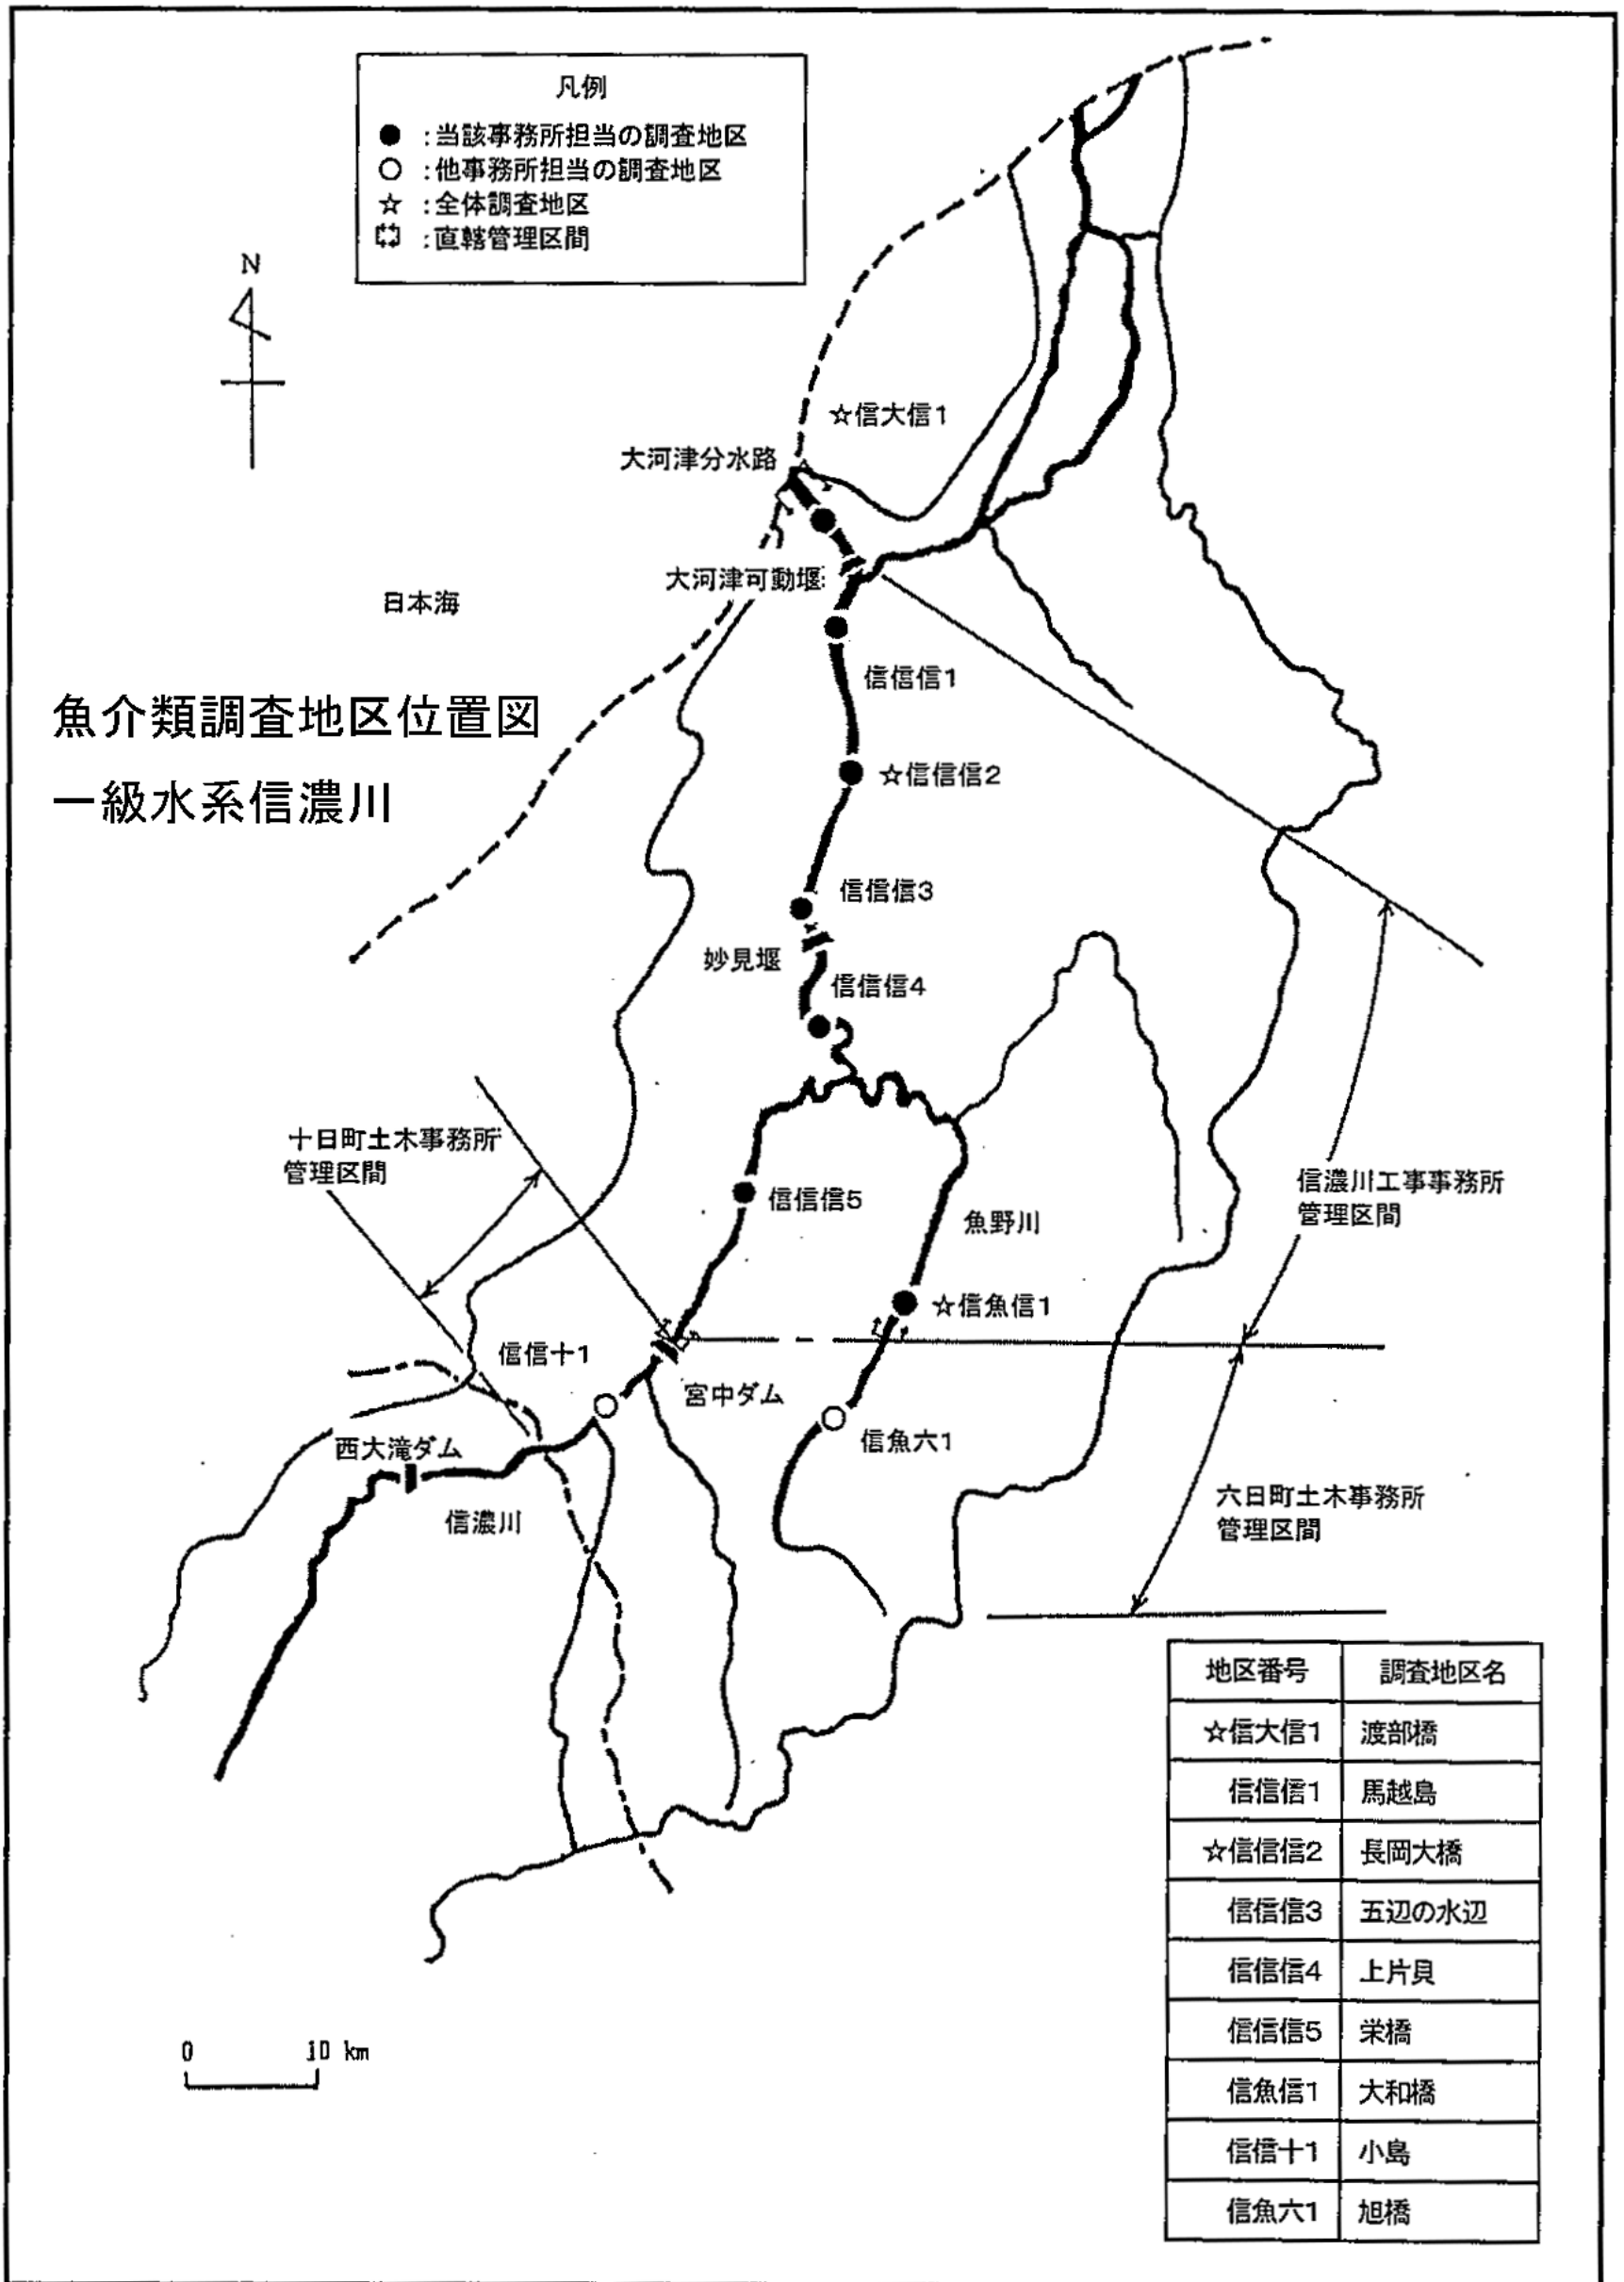 凡例
● :当該事務所担当の調査地区
○ :他事務所担当の調査地区
☆ :全体調査地区
:直轄管理区間
N
☆信大信1
大河津分水路
大河津可動堰
日本海
信信信1
魚介類調査地区位置図
☆信信信2
一級水系信濃川
信信信3
妙見堰
信信信4
十日町土木事務所
管理区間
信信信5
魚野川
信濃川工事事務所
管理区間
☆信魚信1
信信十1
宮中ダム
信魚六1
西大滝ダム
信濃川
六日町土木事務所
管理区間
地区番号 調査地区名
☆信大信1 渡部橋
信信信1 馬越島
☆信信信2 長岡大橋
信信信3 五辺の水辺
信信信4 上片貝
信信信5 栄橋
信魚信1 大和橋
信信十1 小島
信魚六1 旭橋
0 10 km